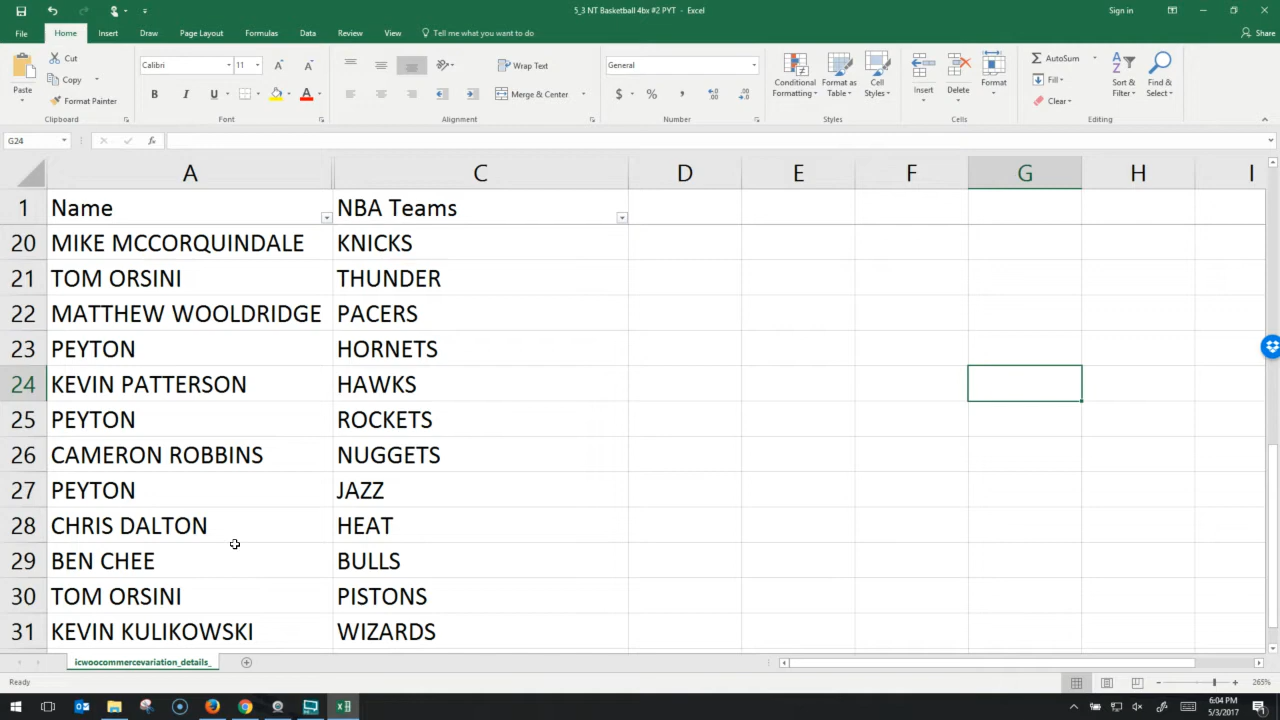 5_3 NT Basketball 4bx #2 PYT - Excel
Sign in
File Home Insert Draw Page Layout Formulas Data Review View Tell me what you want to do Share
Paste
Cut
Copy
Format Painter
Clipboard
Calibri 11
B I U
Font
Wrap Text
Merge & Center
Alignment
General
$ % ,
Number
Conditional Formatting
Format as Table
Cell Styles
Styles
Insert
Delete
Format
Cells
AutoSum
Fill
Clear
Sort & Filter
Find & Select
Editing
G24 fx
A C D E F G H I
1 Name NBA Teams
20 MIKE MCCORQUINDALE KNICKS
21 TOM ORSINI THUNDER
22 MATTHEW WOOLDRIDGE PACERS
23 PEYTON HORNETS
24 KEVIN PATTERSON HAWKS
25 PEYTON ROCKETS
26 CAMERON ROBBINS NUGGETS
27 PEYTON JAZZ
28 CHRIS DALTON HEAT
29 BEN CHEE BULLS
30 TOM ORSINI PISTONS
31 KEVIN KULIKOWSKI WIZARDS
icwoocommercevariation_details_
Ready 265%
6:04 PM
5/3/2017